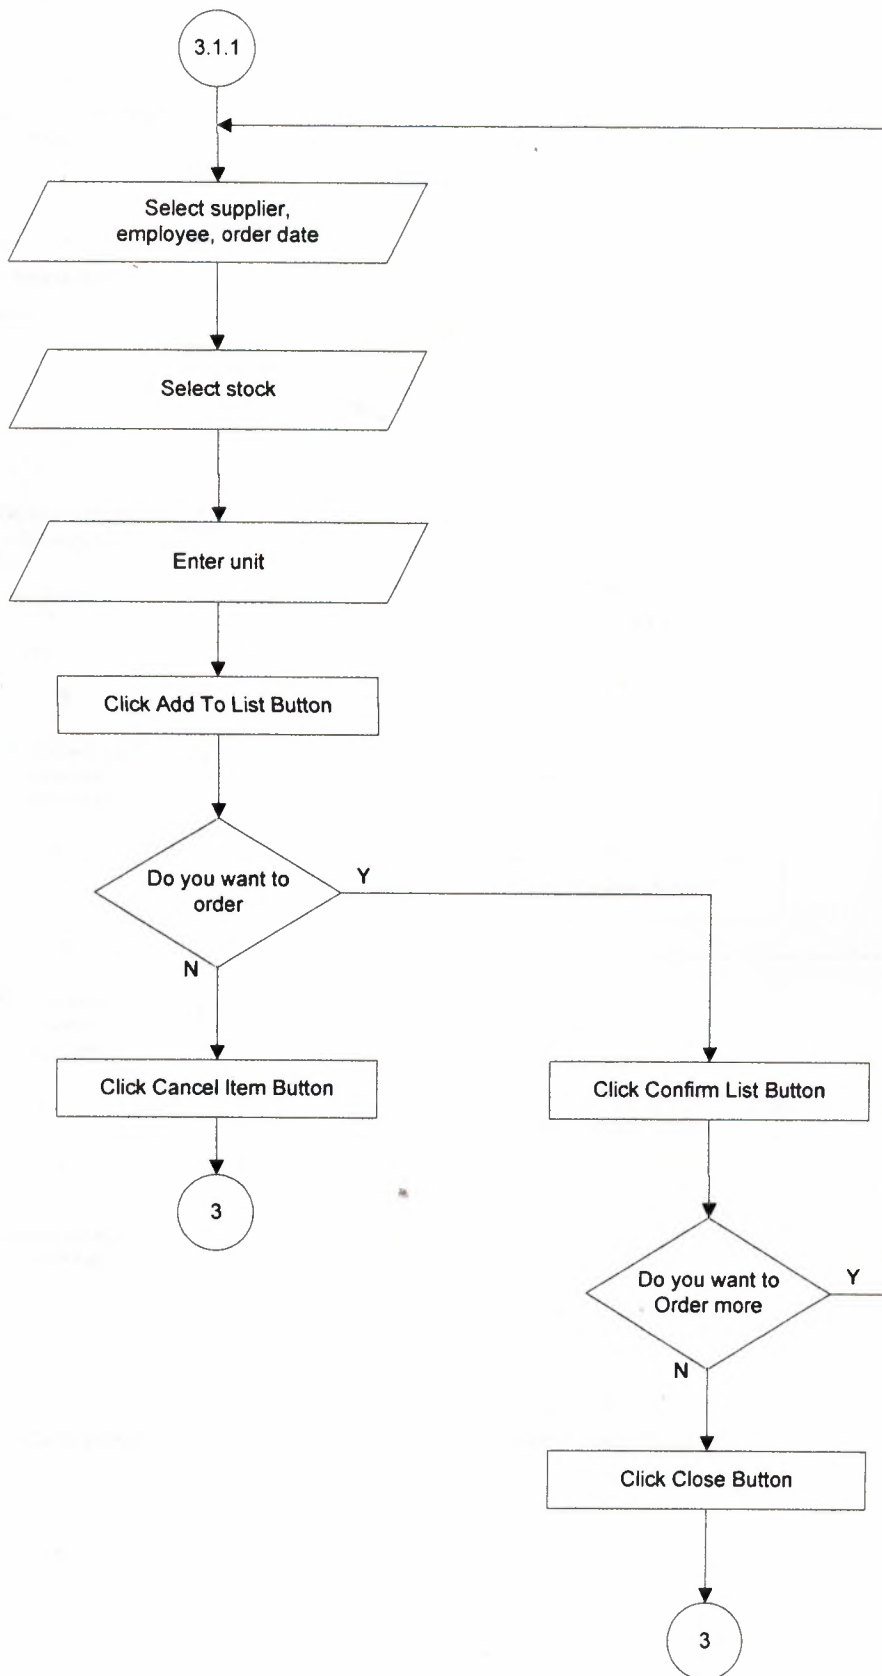 3.1.1
Select supplier,
employee, order date
Select stock
Enter unit
Click Add To List Button
Do you want to
order
Y
N
Click Cancel Item Button
3
Click Confirm List Button
Do you want to
Order more
Y
N
Click Close Button
3